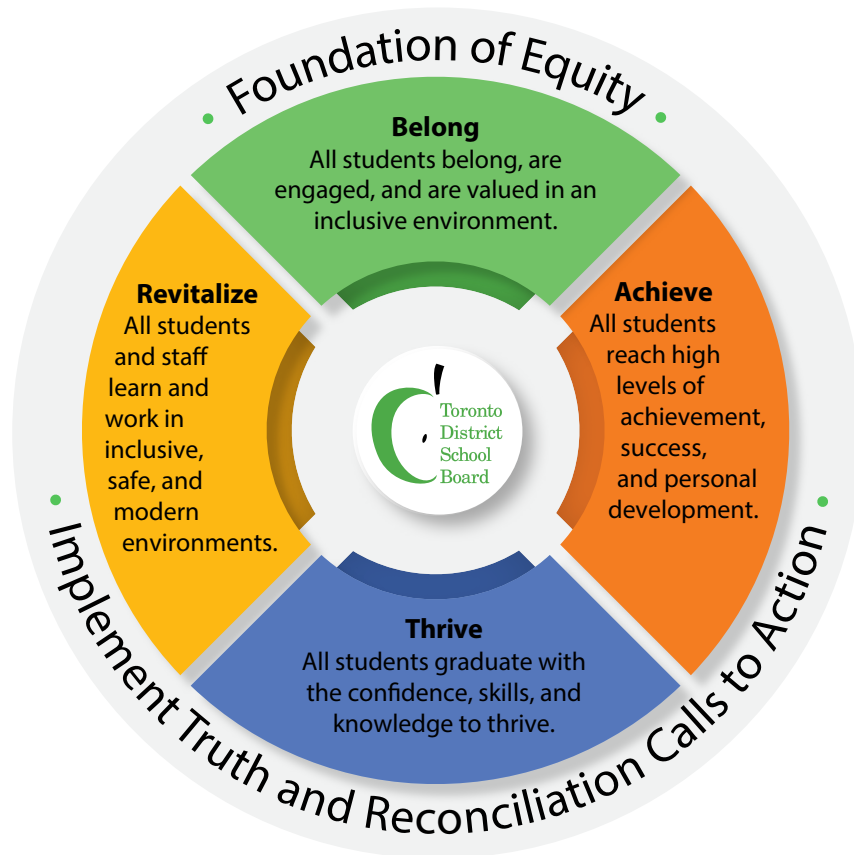 Foundation of Equity
Belong
All students belong, are
engaged, and are valued in an
inclusive environment.
Revitalize
All students
and staff
learn and
work in
inclusive,
safe, and
modern
environments.
Toronto
District
School
Board
Achieve
All students
reach high
levels of
achievement,
success,
and personal
development.
Thrive
All students graduate with
the confidence, skills, and
knowledge to thrive.
Implement Truth and Reconciliation Calls to Action